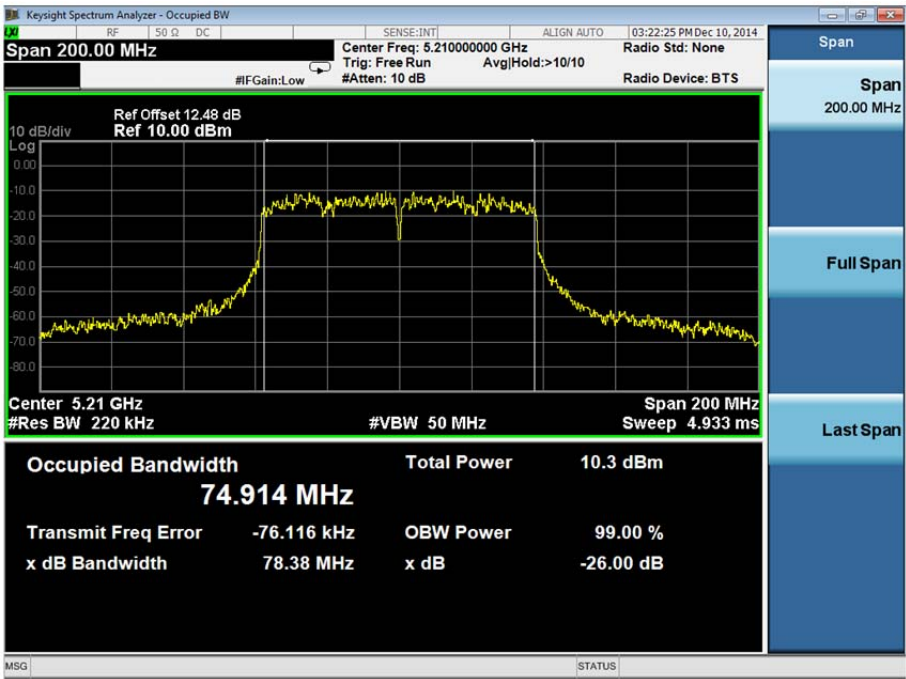 Keysight Spectrum Analyzer - Occupied BW
LXI RF 50 Ω DC SENSE:INT ALIGN AUTO 03:22:25 PM Dec 10, 2014
Span 200.00 MHz Center Freq: 5.210000000 GHz Radio Std: None
Trig: Free Run Avg|Hold:>10/10
#IFGain:Low #Atten: 10 dB Radio Device: BTS
Span
Span
200.00 MHz
Full Span
Last Span
Ref Offset 12.48 dB
10 dB/div Ref 10.00 dBm
Log
0.00
-10.0
-20.0
-30.0
-40.0
-50.0
-60.0
-70.0
-80.0
Center 5.21 GHz Span 200 MHz
#Res BW 220 kHz #VBW 50 MHz Sweep 4.933 ms
Occupied Bandwidth Total Power 10.3 dBm
74.914 MHz
Transmit Freq Error -76.116 kHz OBW Power 99.00 %
x dB Bandwidth 78.38 MHz x dB -26.00 dB
MSG STATUS